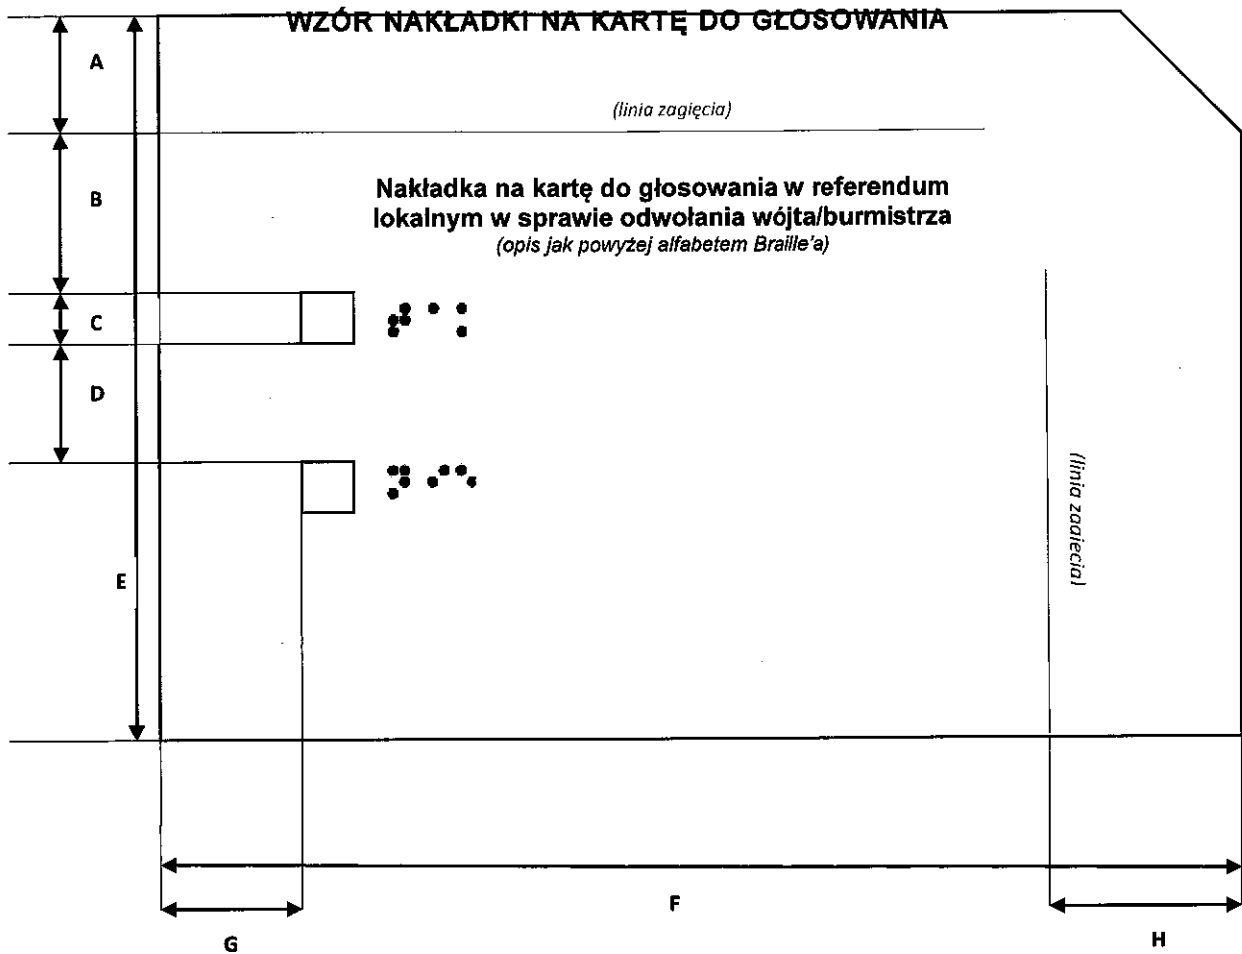 WZÓR NAKŁADKI NA KARTĘ DO GŁOSOWANIA
A
(linia zagięcia)
B
Nakładka na kartę do głosowania w referendum
lokalnym w sprawie odwołania wójta/burmistrza
(opis jak powyżej alfabetem Braille'a)
C
⠞⠁⠅
D
⠝⠊⠑
(linia zagięcia)
E
F
G
H